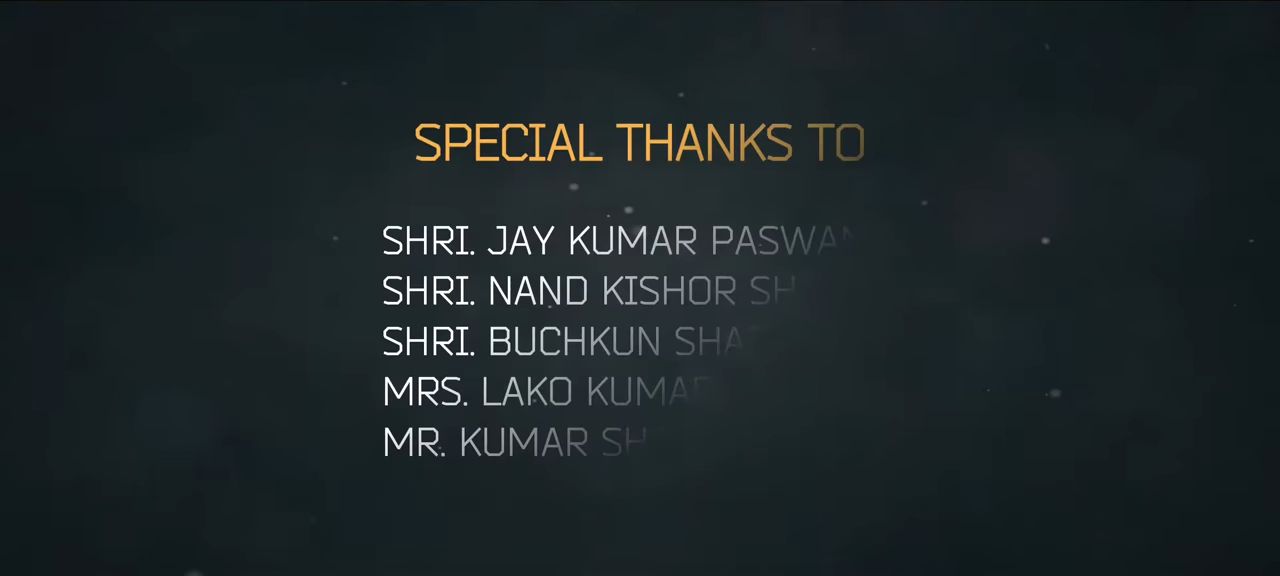 SPECIAL THANKS TO
SHRI. JAY KUMAR PASWAN
SHRI. NAND KISHOR
SHRI. BUCHKUN
MRS. LAKO
MR. KUMAR